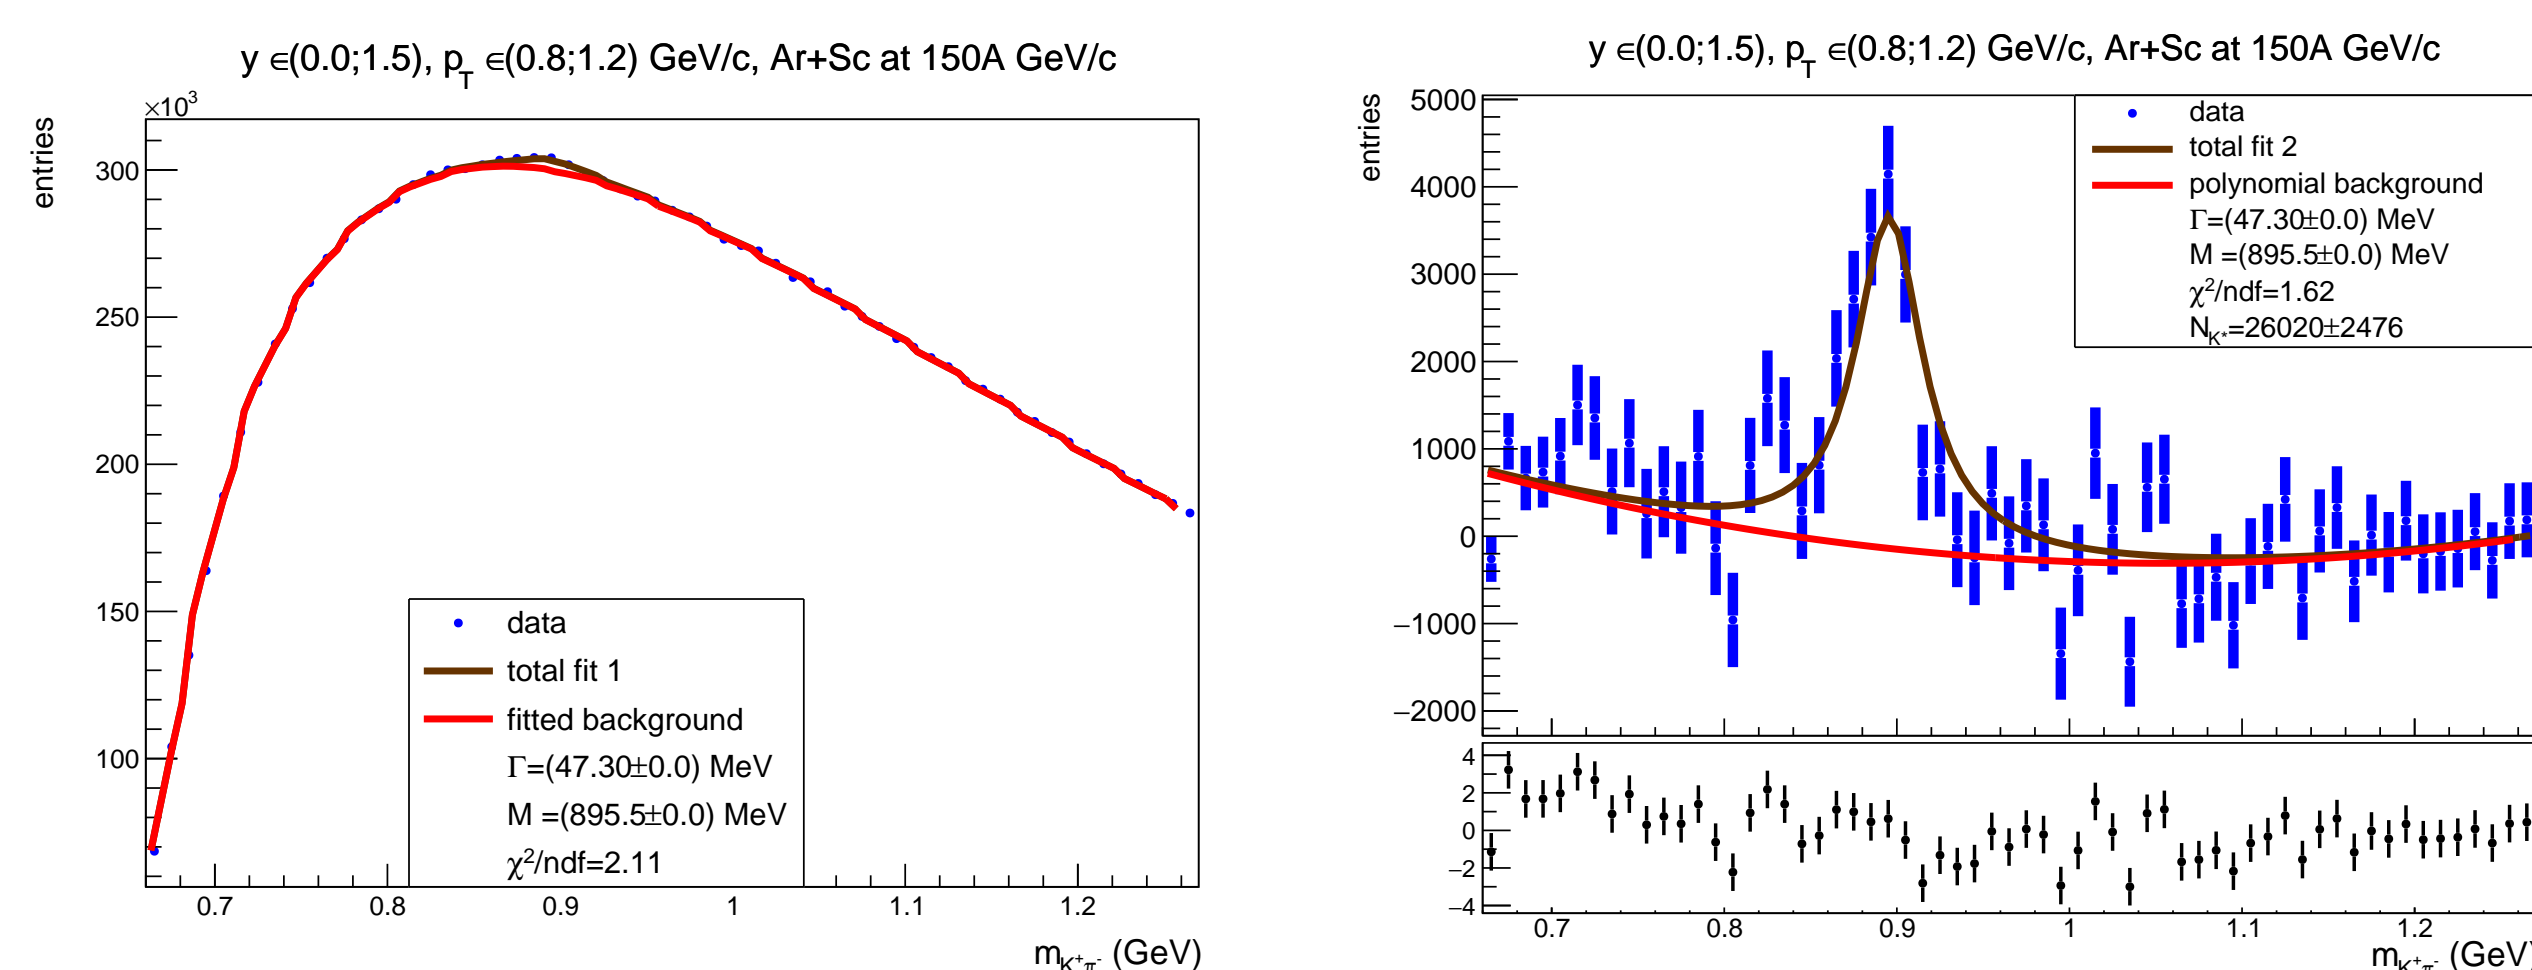 y ∈(0.0;1.5), p_T ∈(0.8;1.2) GeV/c, Ar+Sc at 150A GeV/c
×10³
entries
300
250
200
150
100
data
total fit 1
fitted background
Γ=(47.30±0.0) MeV
M =(895.5±0.0) MeV
χ²/ndf=2.11
0.7 0.8 0.9 1 1.1 1.2
m_K⁺π⁻ (GeV)
y ∈(0.0;1.5), p_T ∈(0.8;1.2) GeV/c, Ar+Sc at 150A GeV/c
entries
5000
4000
3000
2000
1000
0
−1000
−2000
data
total fit 2
polynomial background
Γ=(47.30±0.0) MeV
M =(895.5±0.0) MeV
χ²/ndf=1.62
N_K*=26020±2476
4
2
0
−2
−4
0.7 0.8 0.9 1 1.1 1.2
m_K⁺π⁻ (GeV)